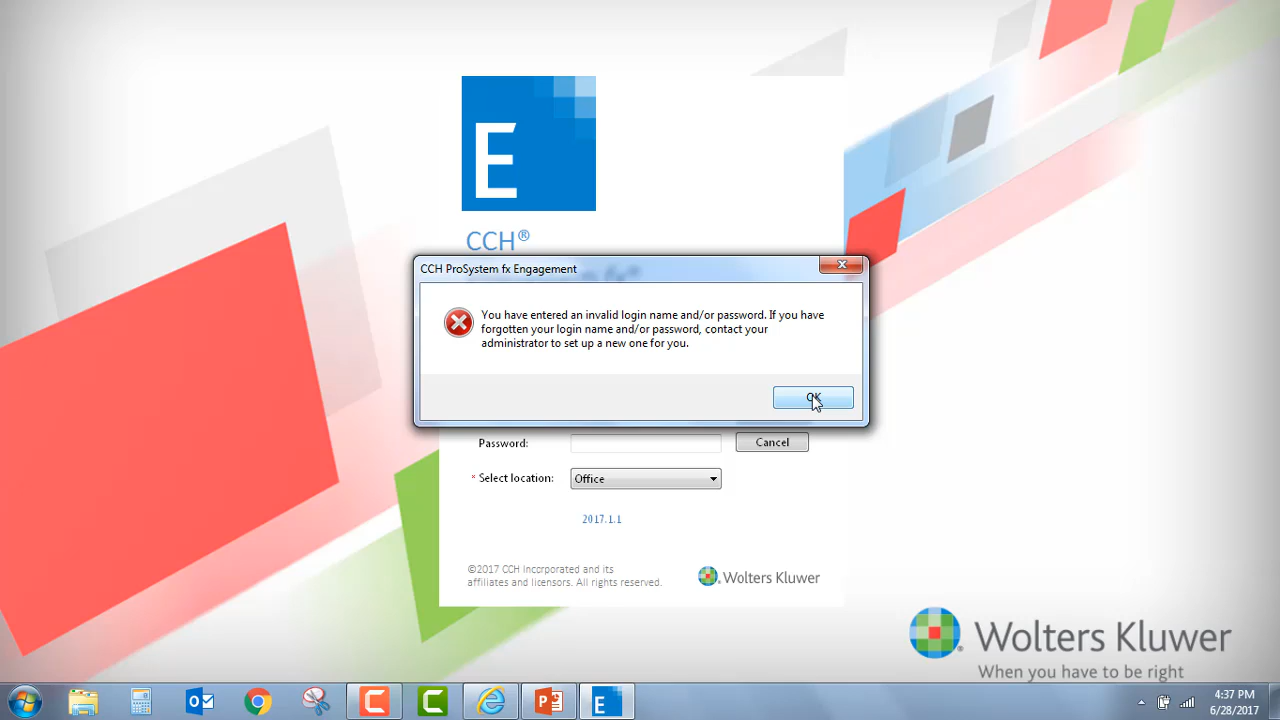 E
CCH®
CCH ProSystem fx Engagement
You have entered an invalid login name and/or password. If you have
forgotten your login name and/or password, contact your
administrator to set up a new one for you.
OK
Password:
Cancel
* Select location:
Office
2017.1.1
©2017 CCH Incorporated and its
affiliates and licensors. All rights reserved.
Wolters Kluwer
Wolters Kluwer
When you have to be right
4:37 PM
6/28/2017